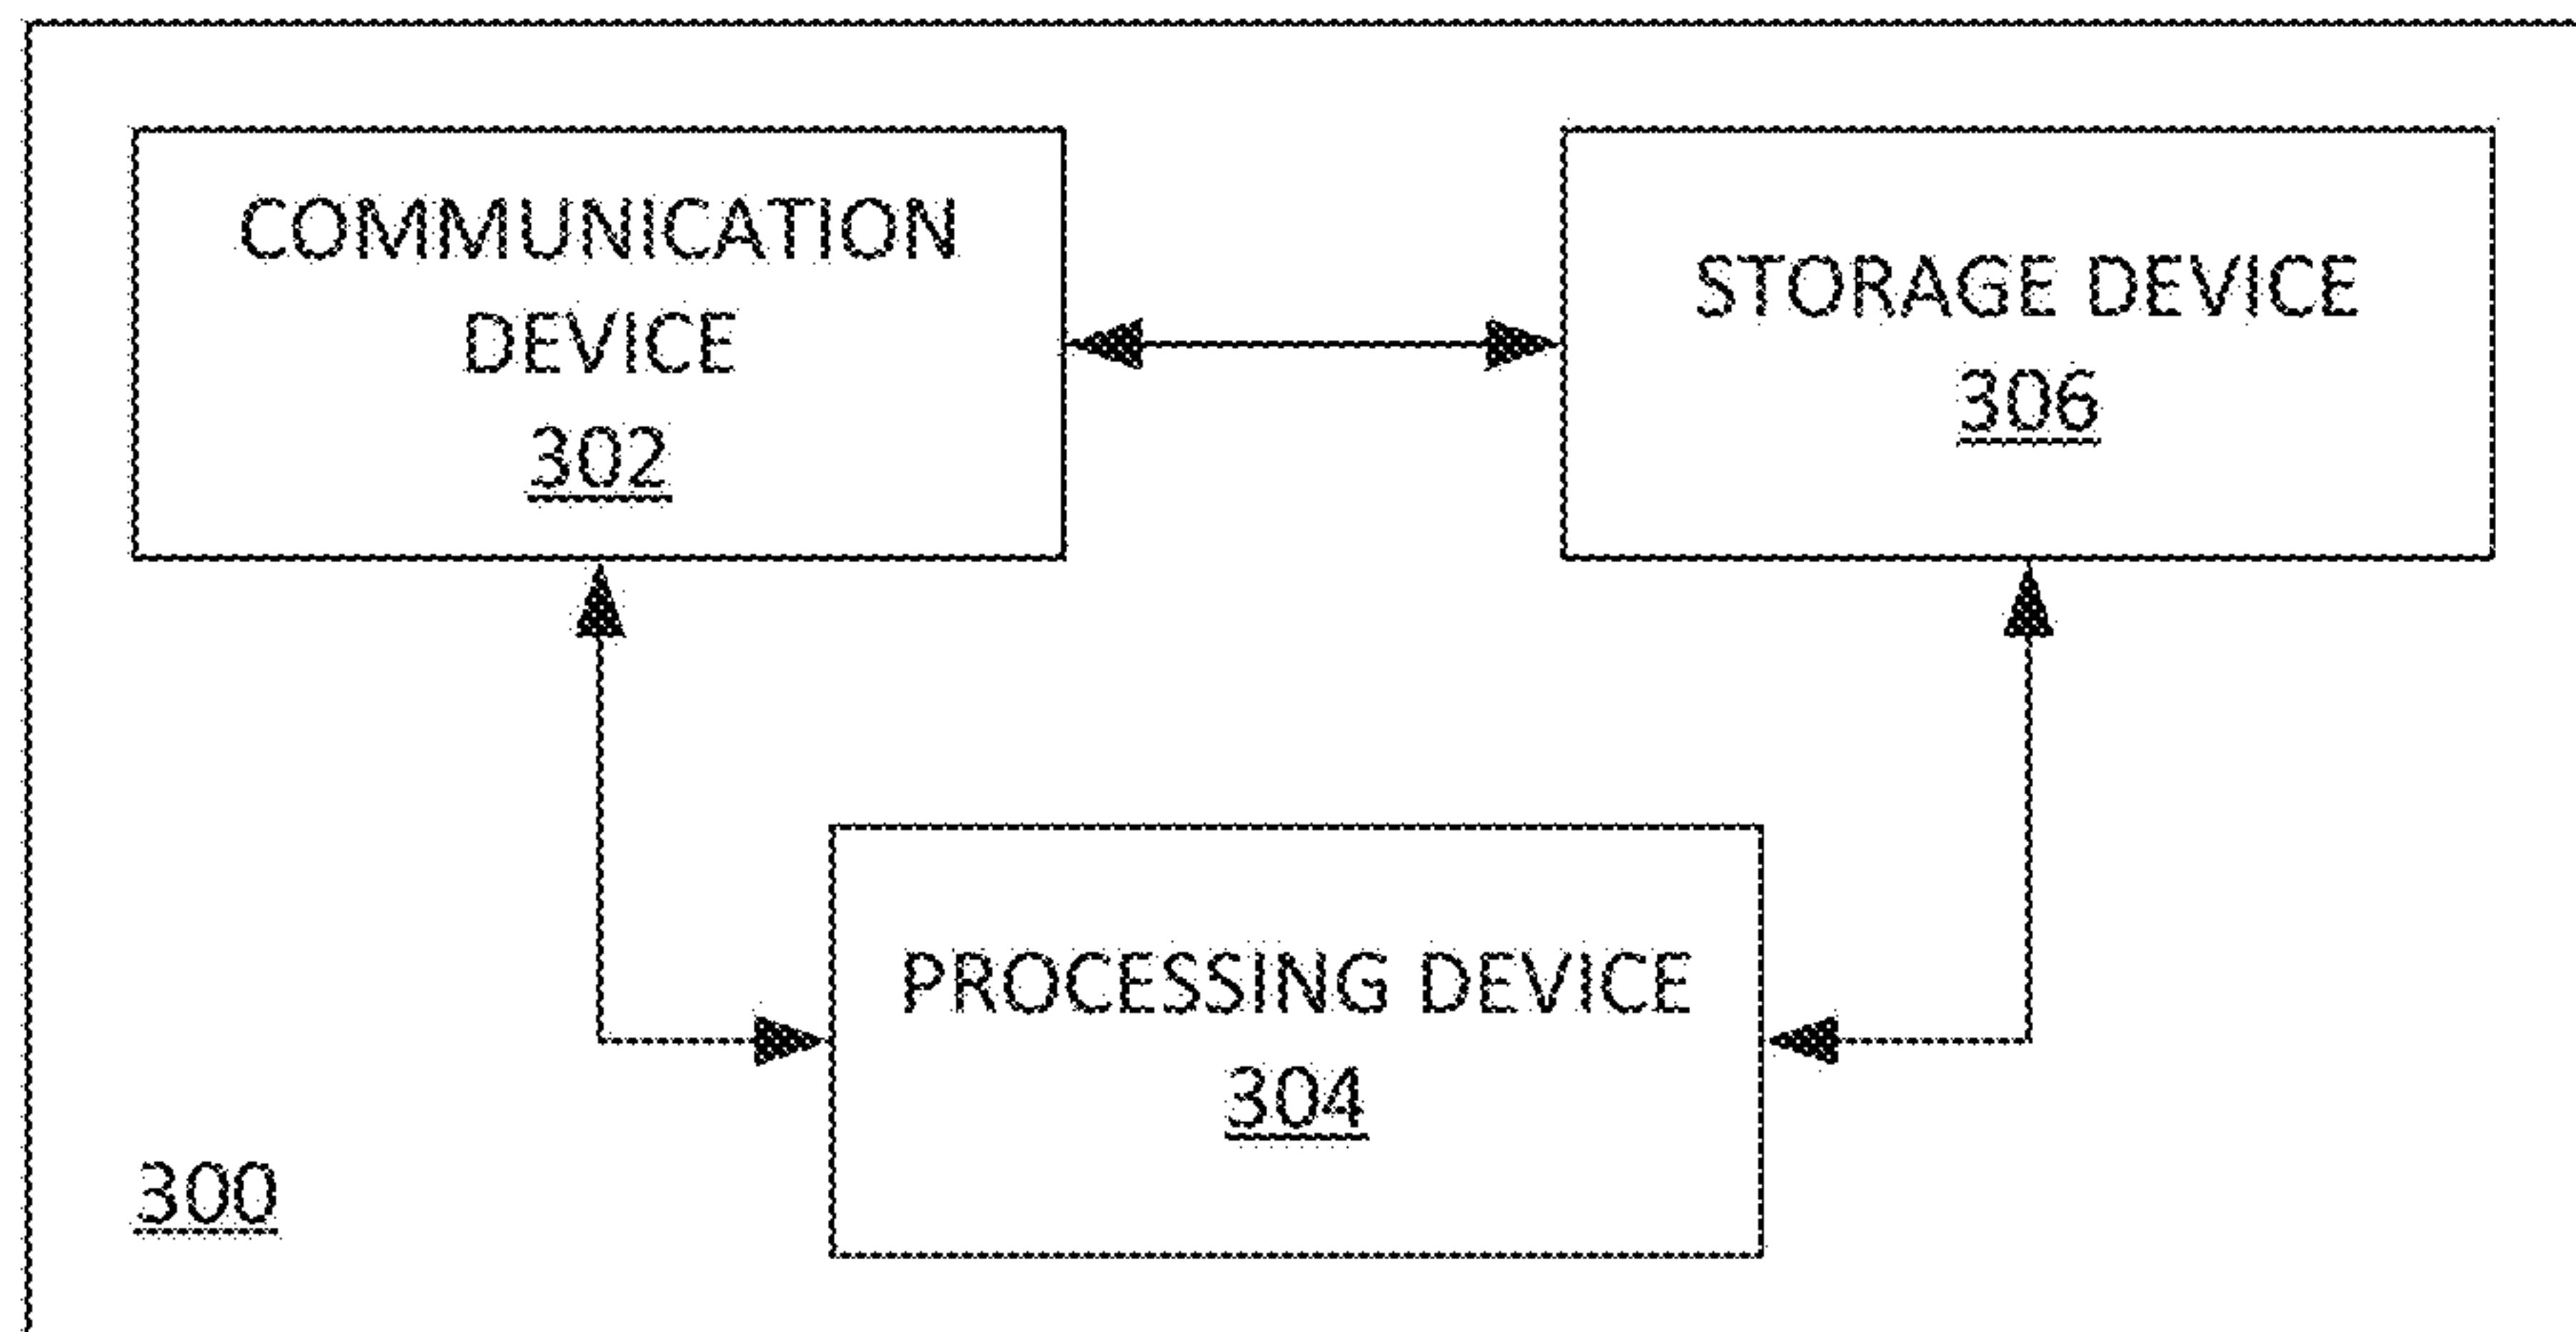 COMMUNICATION
DEVICE
302
STORAGE DEVICE
306
PROCESSING DEVICE
304
300